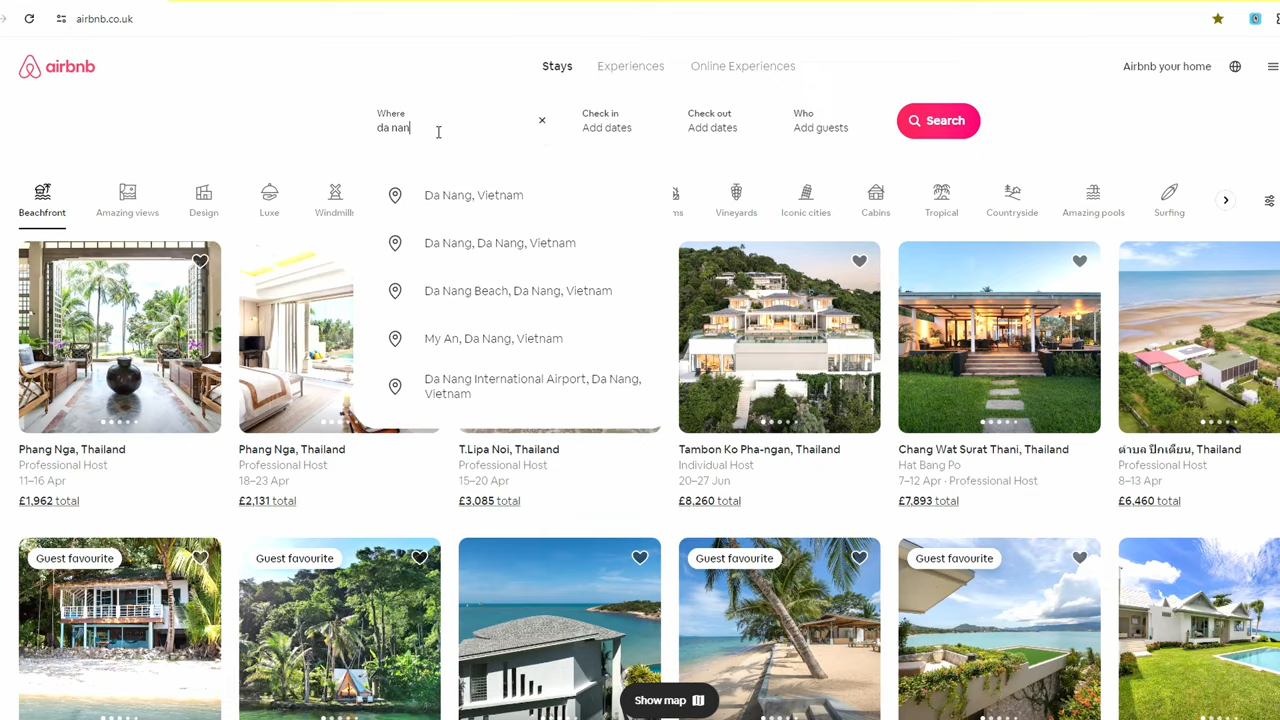 airbnb.co.uk
airbnb
Stays
Experiences
Online Experiences
Airbnb your home
Where
da nan
Check in
Add dates
Check out
Add dates
Who
Add guests
Search
Beachfront
Amazing views
Design
Luxe
Windmills
ms
Vineyards
Iconic cities
Cabins
Tropical
Countryside
Amazing pools
Surfing
Da Nang, Vietnam
Da Nang, Da Nang, Vietnam
Da Nang Beach, Da Nang, Vietnam
My An, Da Nang, Vietnam
Da Nang International Airport, Da Nang,
Vietnam
Phang Nga, Thailand
Professional Host
11–16 Apr
£1,962 total
Phang Nga, Thailand
Professional Host
18–23 Apr
£2,131 total
T.Lipa Noi, Thailand
Professional Host
15–20 Apr
£3,085 total
Tambon Ko Pha-ngan, Thailand
Individual Host
20–27 Jun
£8,260 total
Chang Wat Surat Thani, Thailand
Hat Bang Po
7–12 Apr · Professional Host
£7,893 total
ตำบล ปึกเตียน, Thailand
Professional Host
8–13 Apr
£6,460 total
Guest favourite
Guest favourite
Guest favourite
Guest favourite
Show map